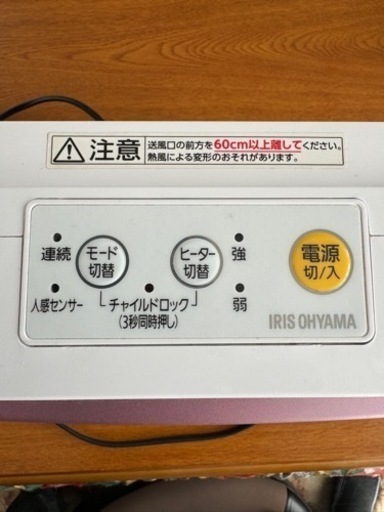 注意
送風口の前方を60cm以上離してください。
熱風による変形のおそれがあります。
連続
モード
切替
ヒーター
切替
強
電源
切/入
人感センサー
チャイルドロック
(3秒同時押し)
弱
IRIS OHYAMA